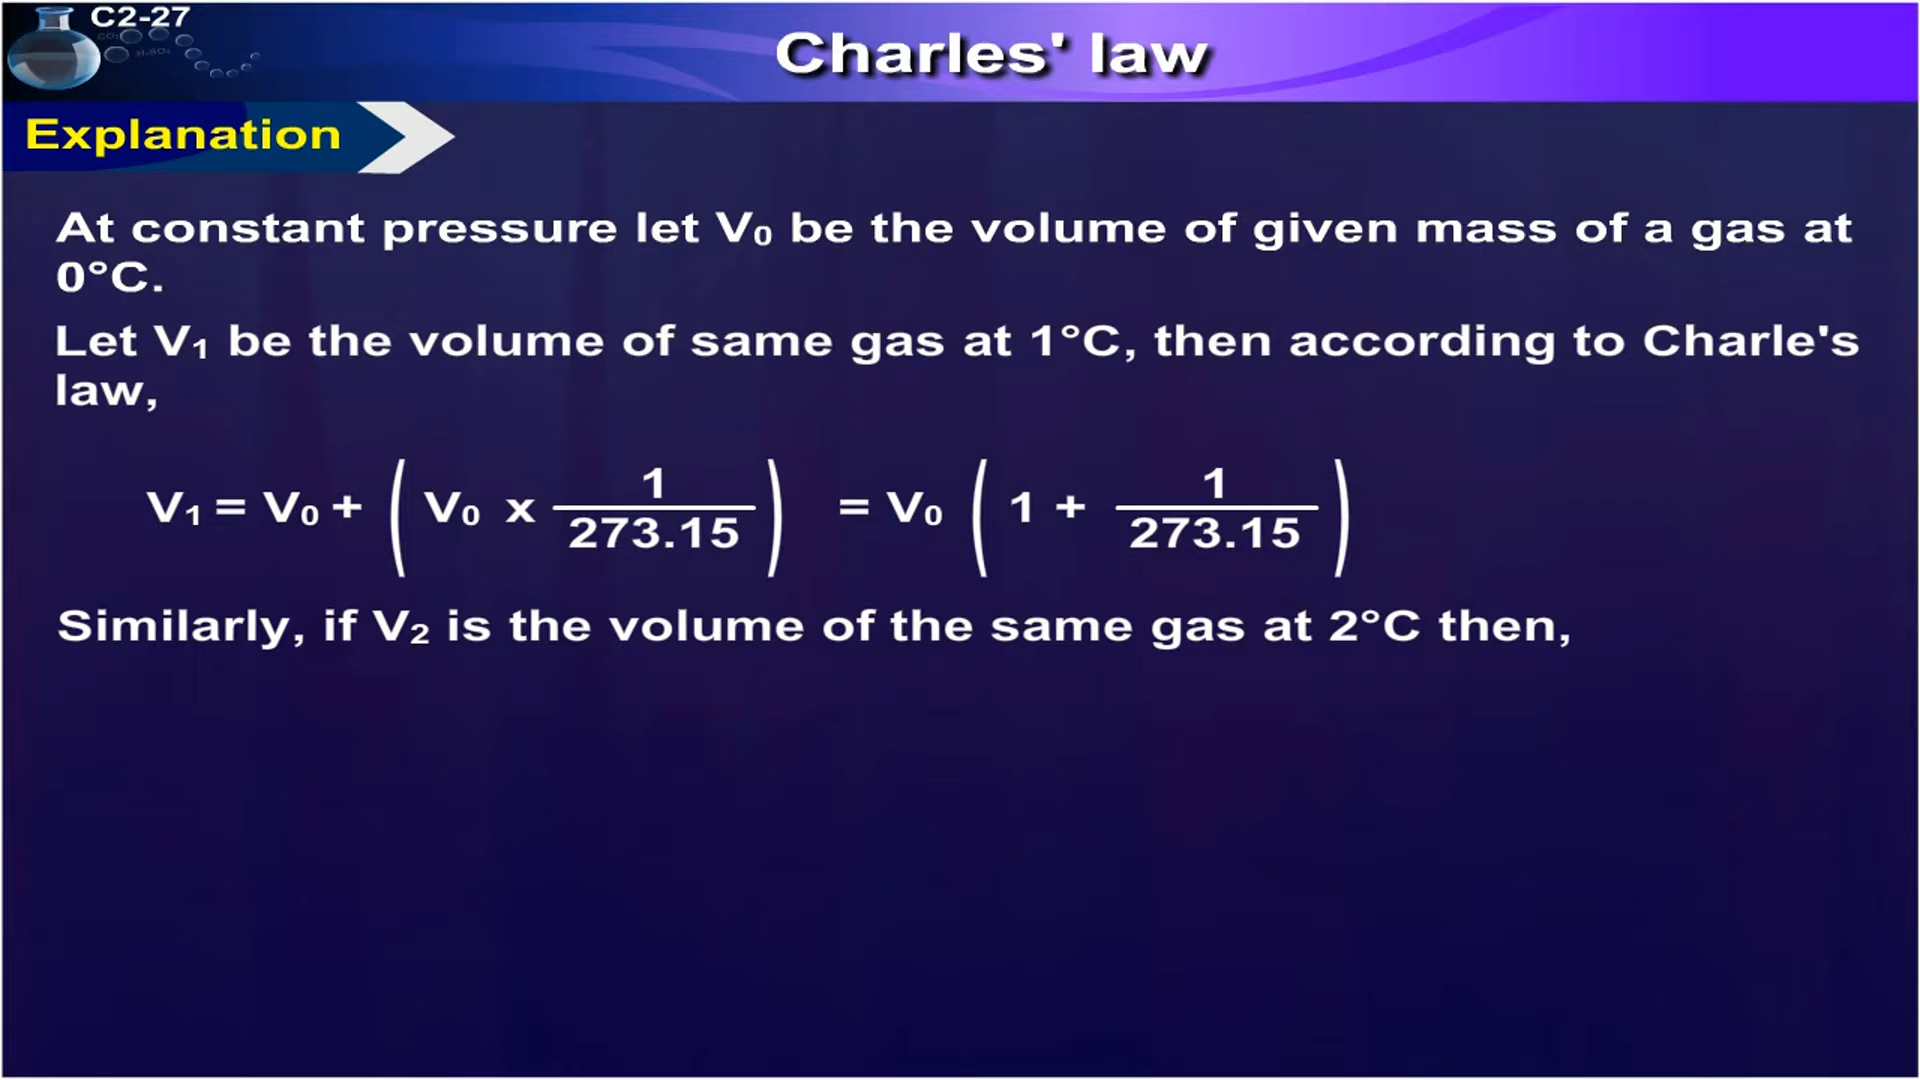 C2-27
CO₂
H₂SO₄
Charles' law
Explanation
At constant pressure let V₀ be the volume of given mass of a gas at
0°C.
Let V₁ be the volume of same gas at 1°C, then according to Charle's
law,
V₁ = V₀ + ( V₀ x 1/273.15 ) = V₀ ( 1 + 1/273.15 )
Similarly, if V₂ is the volume of the same gas at 2°C then,